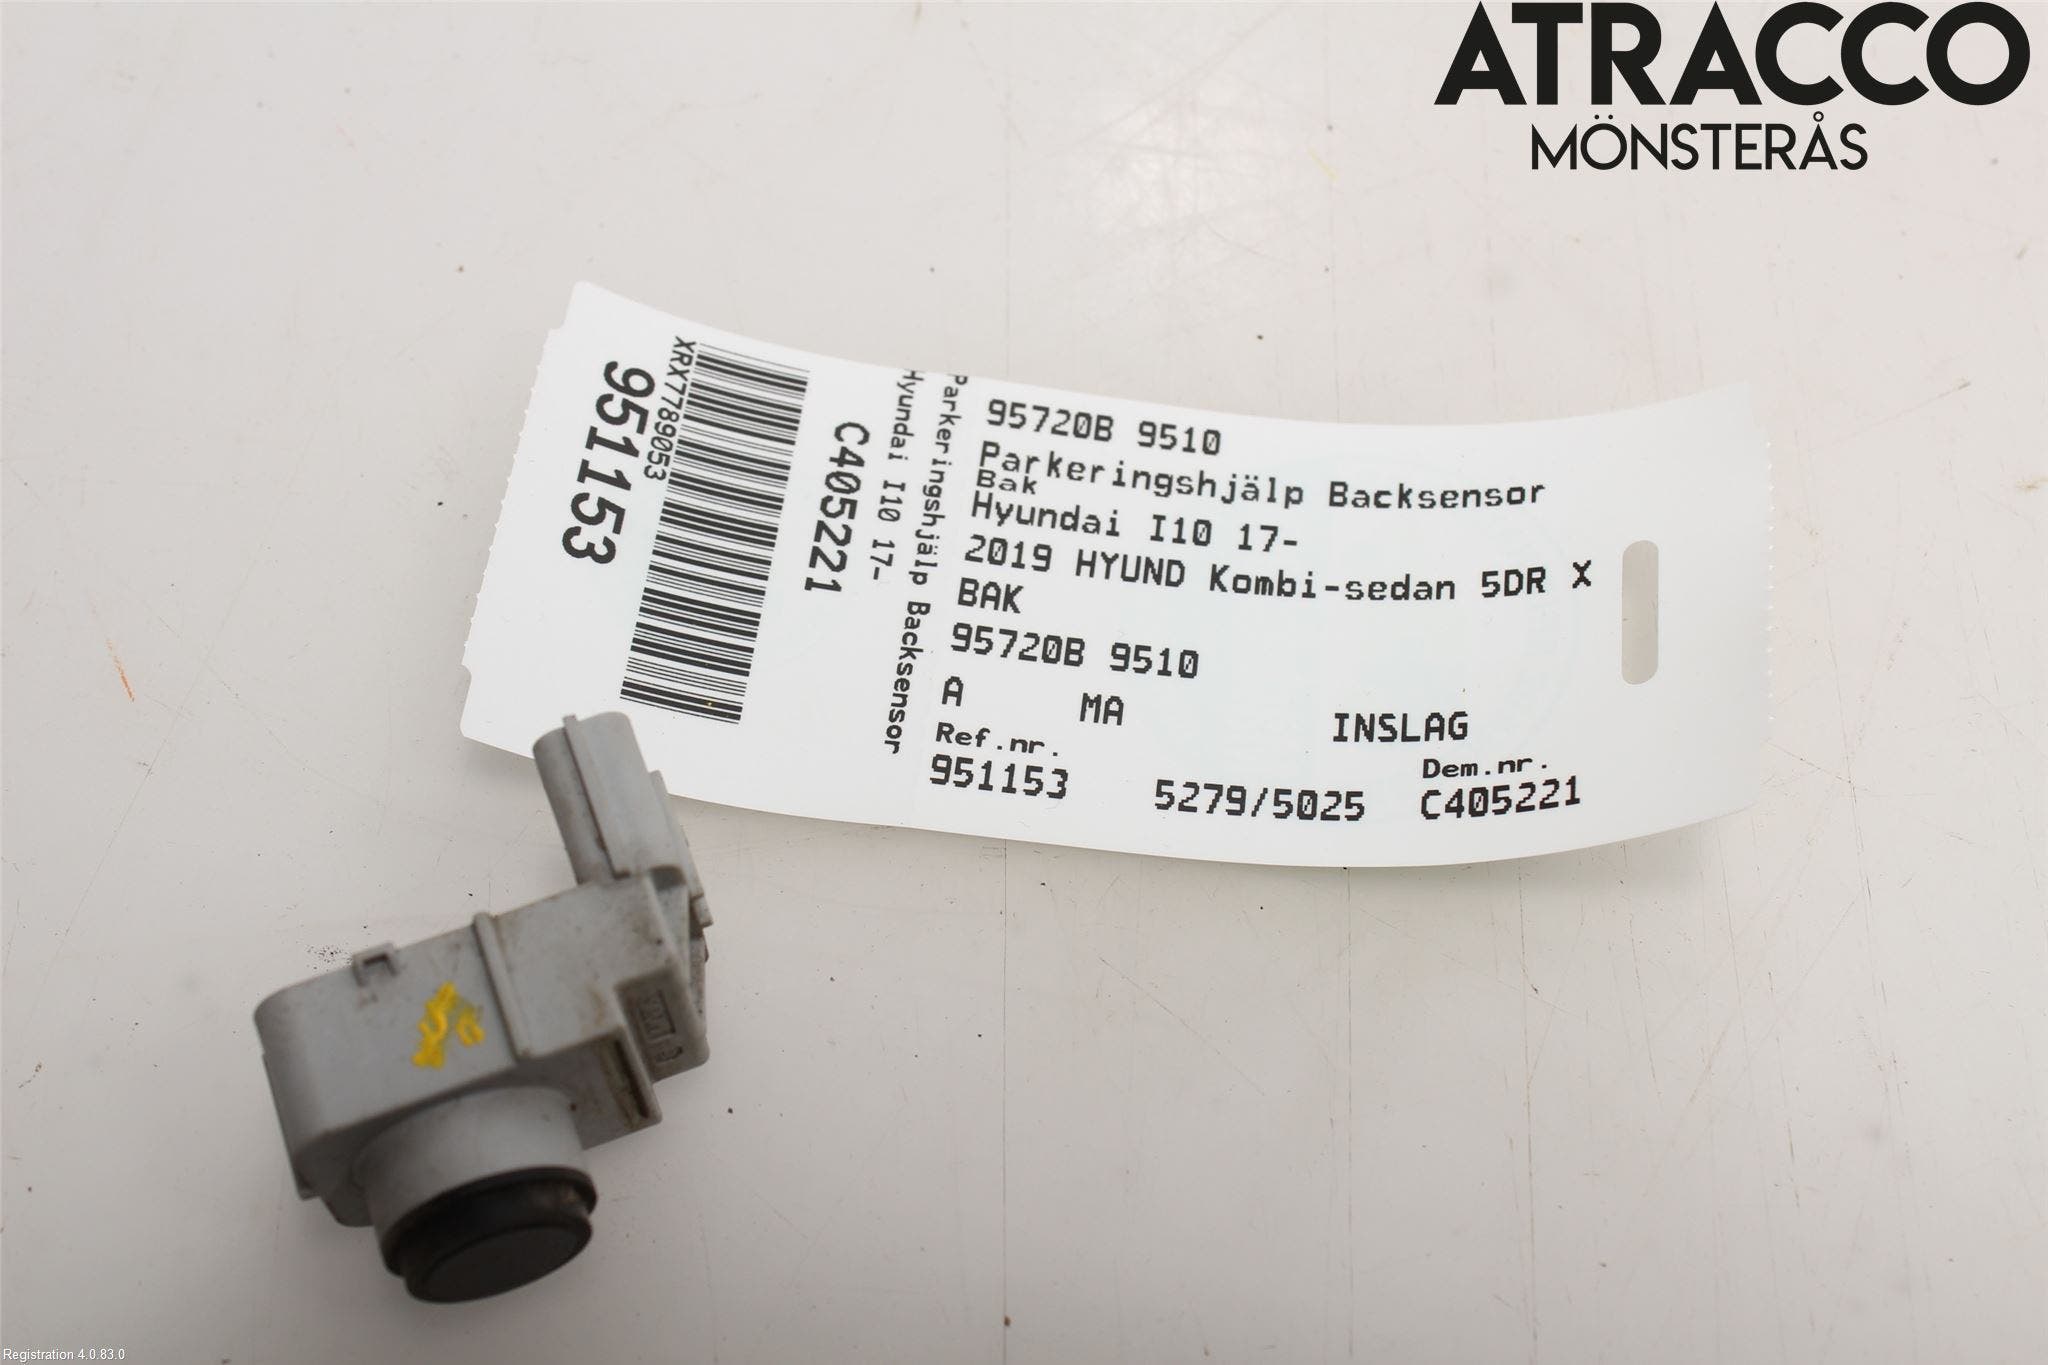 ATRACCO
MÖNSTERÅS
951153
XRX7789053
C405221
Hyundai I10 17-
Parkeringshjälp Backsensor
95720B 9510
Parkeringshjälp Backsensor
Bak
Hyundai I10 17-
2019 HYUND Kombi-sedan 5DR X
BAK
95720B 9510
A MA INSLAG
Ref.nr. Dem.nr.
951153 5279/5025 C405221
Registration 4.0.83.0